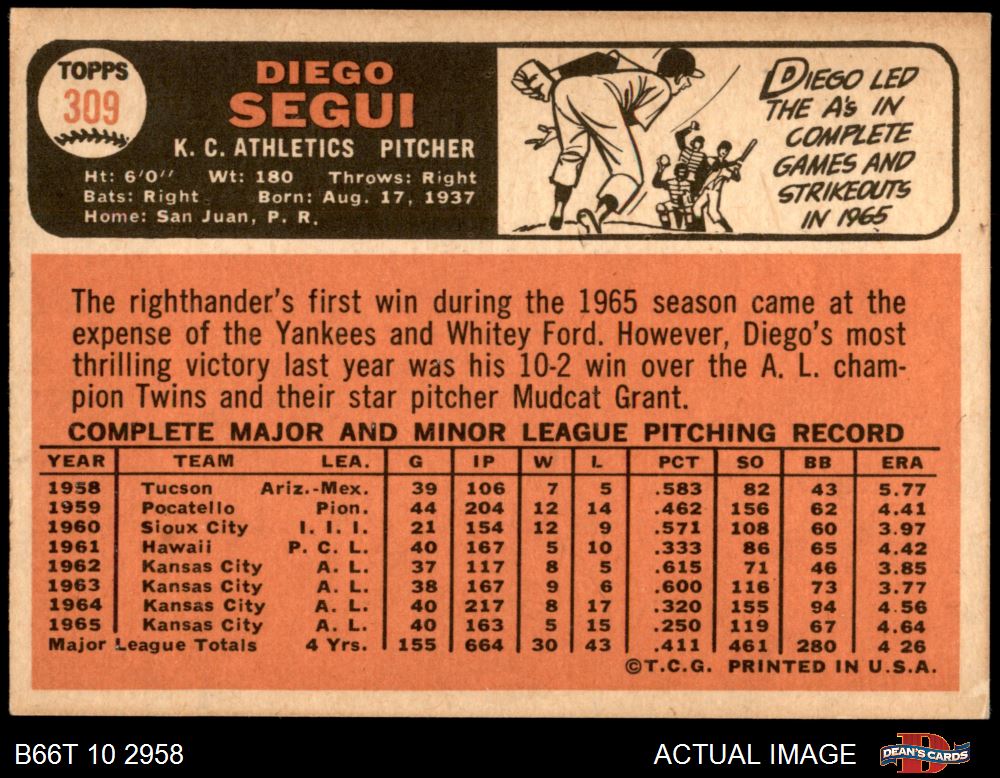 TOPPS
309
DIEGO
SEGUI
K. C. ATHLETICS PITCHER
Ht: 6'0" Wt: 180 Throws: Right
Bats: Right Born: Aug. 17, 1937
Home: San Juan, P. R.
DIEGO LED
THE A's IN
COMPLETE
GAMES AND
STRIKEOUTS
IN 1965
The righthander's first win during the 1965 season came at the
expense of the Yankees and Whitey Ford. However, Diego's most
thrilling victory last year was his 10-2 win over the A. L. cham-
pion Twins and their star pitcher Mudcat Grant.
COMPLETE MAJOR AND MINOR LEAGUE PITCHING RECORD
YEAR TEAM LEA. G IP W L PCT SO BB ERA
1958 Tucson Ariz.-Mex. 39 106 7 5 .583 82 43 5.77
1959 Pocatello Pion. 44 204 12 14 .462 156 62 4.41
1960 Sioux City I. I. I. 21 154 12 9 .571 108 60 3.97
1961 Hawaii P. C. L. 40 167 5 10 .333 86 65 4.42
1962 Kansas City A. L. 37 117 8 5 .615 71 46 3.85
1963 Kansas City A. L. 38 167 9 6 .600 116 73 3.77
1964 Kansas City A. L. 40 217 8 17 .320 155 94 4.56
1965 Kansas City A. L. 40 163 5 15 .250 119 67 4.64
Major League Totals 4 Yrs. 155 664 30 43 .411 461 280 4 26
©T.C.G. PRINTED IN U.S.A.
B66T 10 2958
ACTUAL IMAGE
DEAN'S CARDS